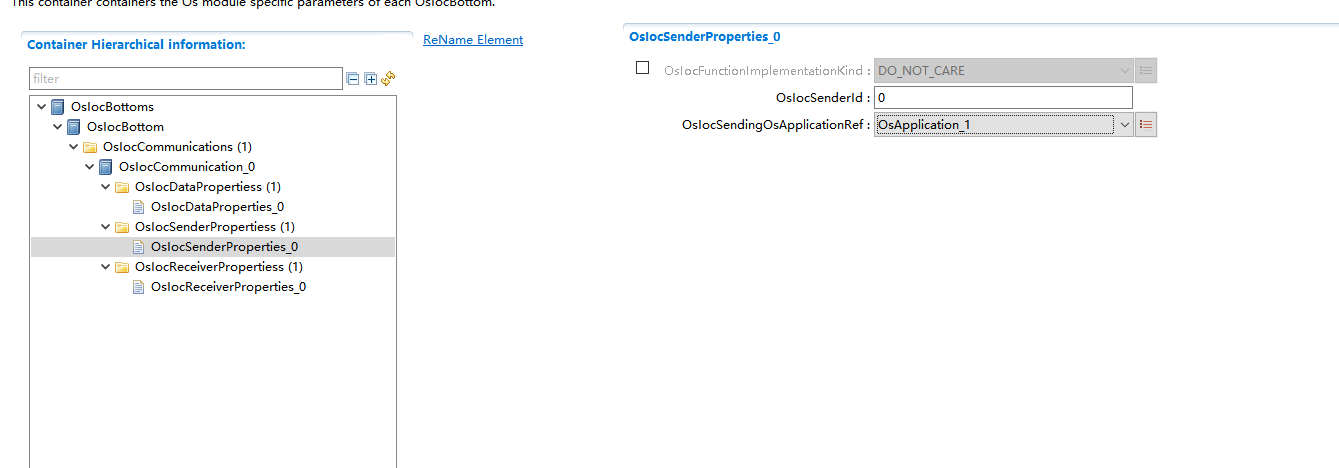 This container containers the Os module specific parameters of each OsIocBottom.
Container Hierarchical information:
ReName Element
filter
OsIocBottoms
OsIocBottom
OsIocCommunications (1)
OsIocCommunication_0
OsIocDataPropertiess (1)
OsIocDataProperties_0
OsIocSenderPropertiess (1)
OsIocSenderProperties_0
OsIocReceiverPropertiess (1)
OsIocReceiverProperties_0
OsIocSenderProperties_0
OsIocFunctionImplementationKind : DO_NOT_CARE
OsIocSenderId : 0
OsIocSendingOsApplicationRef : OsApplication_1